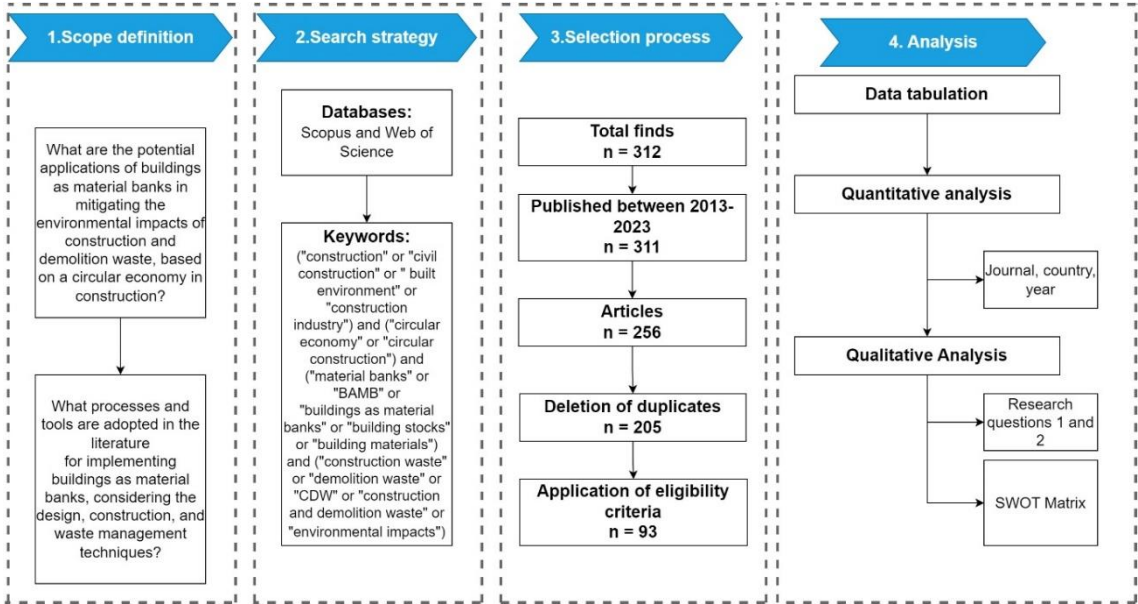 1.Scope definition
What are the potential
applications of buildings
as material banks in
mitigating the
environmental impacts of
construction and
demolition waste, based
on a circular economy in
construction?
What processes and
tools are adopted in the
literature
for implementing
buildings as material
banks, considering the
design, construction, and
waste management
techniques?
2.Search strategy
Databases:
Scopus and Web of
Science
Keywords:
("construction" or "civil
construction" or " built
environment" or
"construction
industry") and ("circular
economy" or "circular
construction") and
("material banks" or
"BAMB" or
"buildings as material
banks" or "building stocks"
or "building materials")
and ("construction waste"
or "demolition waste" or
"CDW" or "construction
and demolition waste" or
"environmental impacts")
3.Selection process
Total finds
n = 312
Published between 2013-
2023
n = 311
Articles
n = 256
Deletion of duplicates
n = 205
Application of eligibility
criteria
n = 93
4. Analysis
Data tabulation
Quantitative analysis
Journal, country,
year
Qualitative Analysis
Research
questions 1 and
2
SWOT Matrix